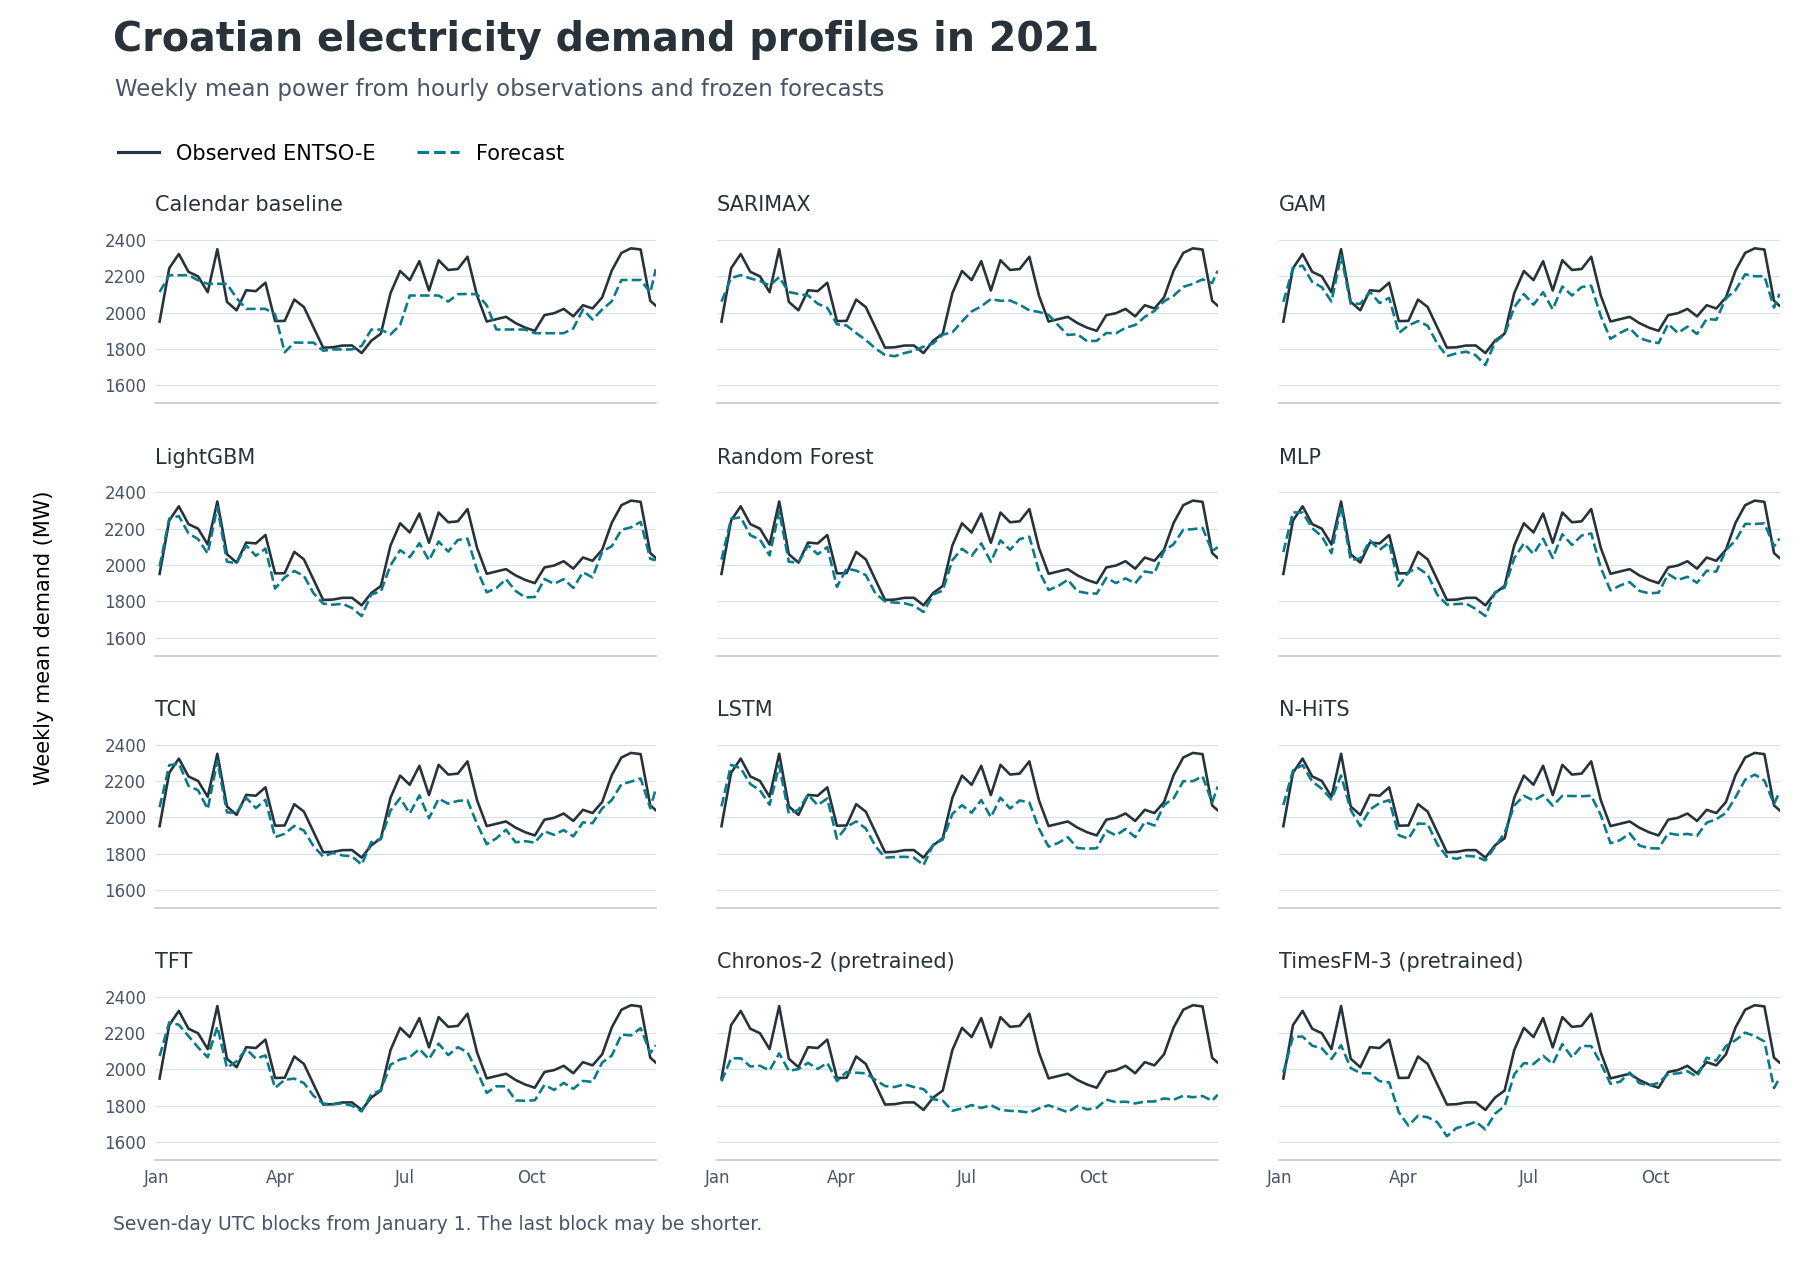 Croatian electricity demand profiles in 2021
Weekly mean power from hourly observations and frozen forecasts
Observed ENTSO-E
Forecast
Weekly mean demand (MW)
Calendar baseline
SARIMAX
GAM
2400
2200
2000
1800
1600
LightGBM
Random Forest
MLP
2400
2200
2000
1800
1600
TCN
LSTM
N-HiTS
2400
2200
2000
1800
1600
TFT
Chronos-2 (pretrained)
TimesFM-3 (pretrained)
2400
2200
2000
1800
1600
Jan Apr Jul Oct
Jan Apr Jul Oct
Jan Apr Jul Oct
Seven-day UTC blocks from January 1. The last block may be shorter.